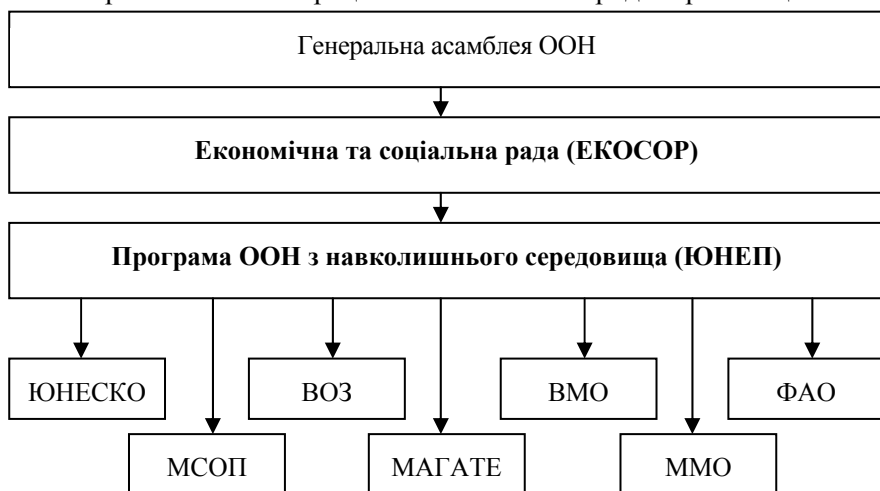 Генеральна асамблея ООН
Економічна та соціальна рада (ЕКОСОР)
Програма ООН з навколишнього середовища (ЮНЕП)
ЮНЕСКО ВОЗ ВМО ФАО
МСОП МАГАТЕ ММО